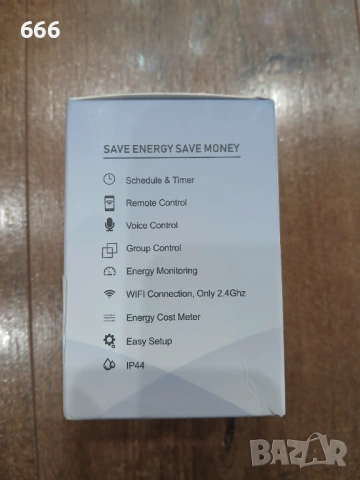 666
SAVE ENERGY SAVE MONEY
Schedule & Timer
Remote Control
Voice Control
Group Control
Energy Monitoring
WIFI Connection, Only 2.4Ghz
Energy Cost Meter
Easy Setup
IP44
BAZAR